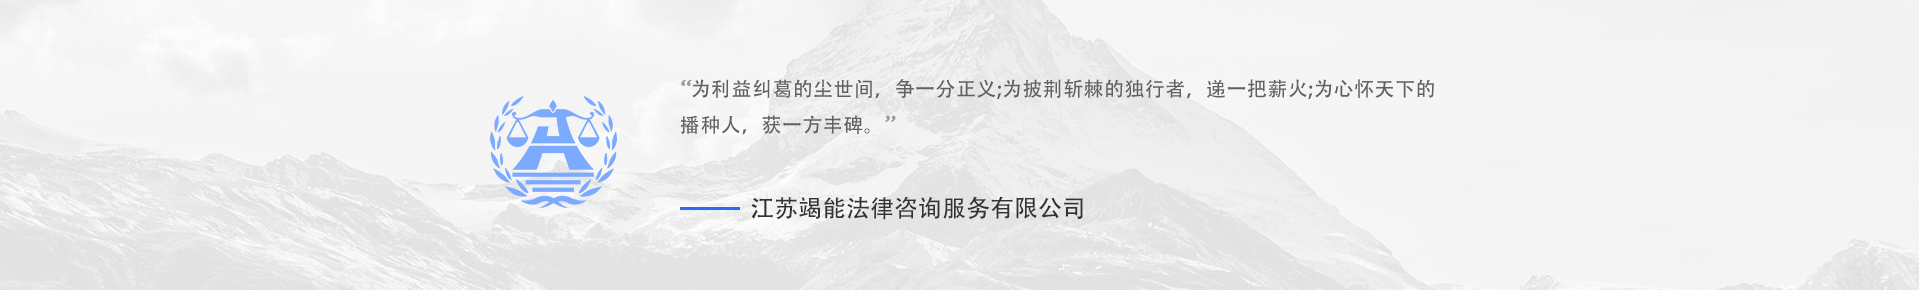 “为利益纠葛的尘世间，争一分正义;为披荆斩棘的独行者，递一把薪火;为心怀天下的
播种人，获一方丰碑。”
江苏竭能法律咨询服务有限公司